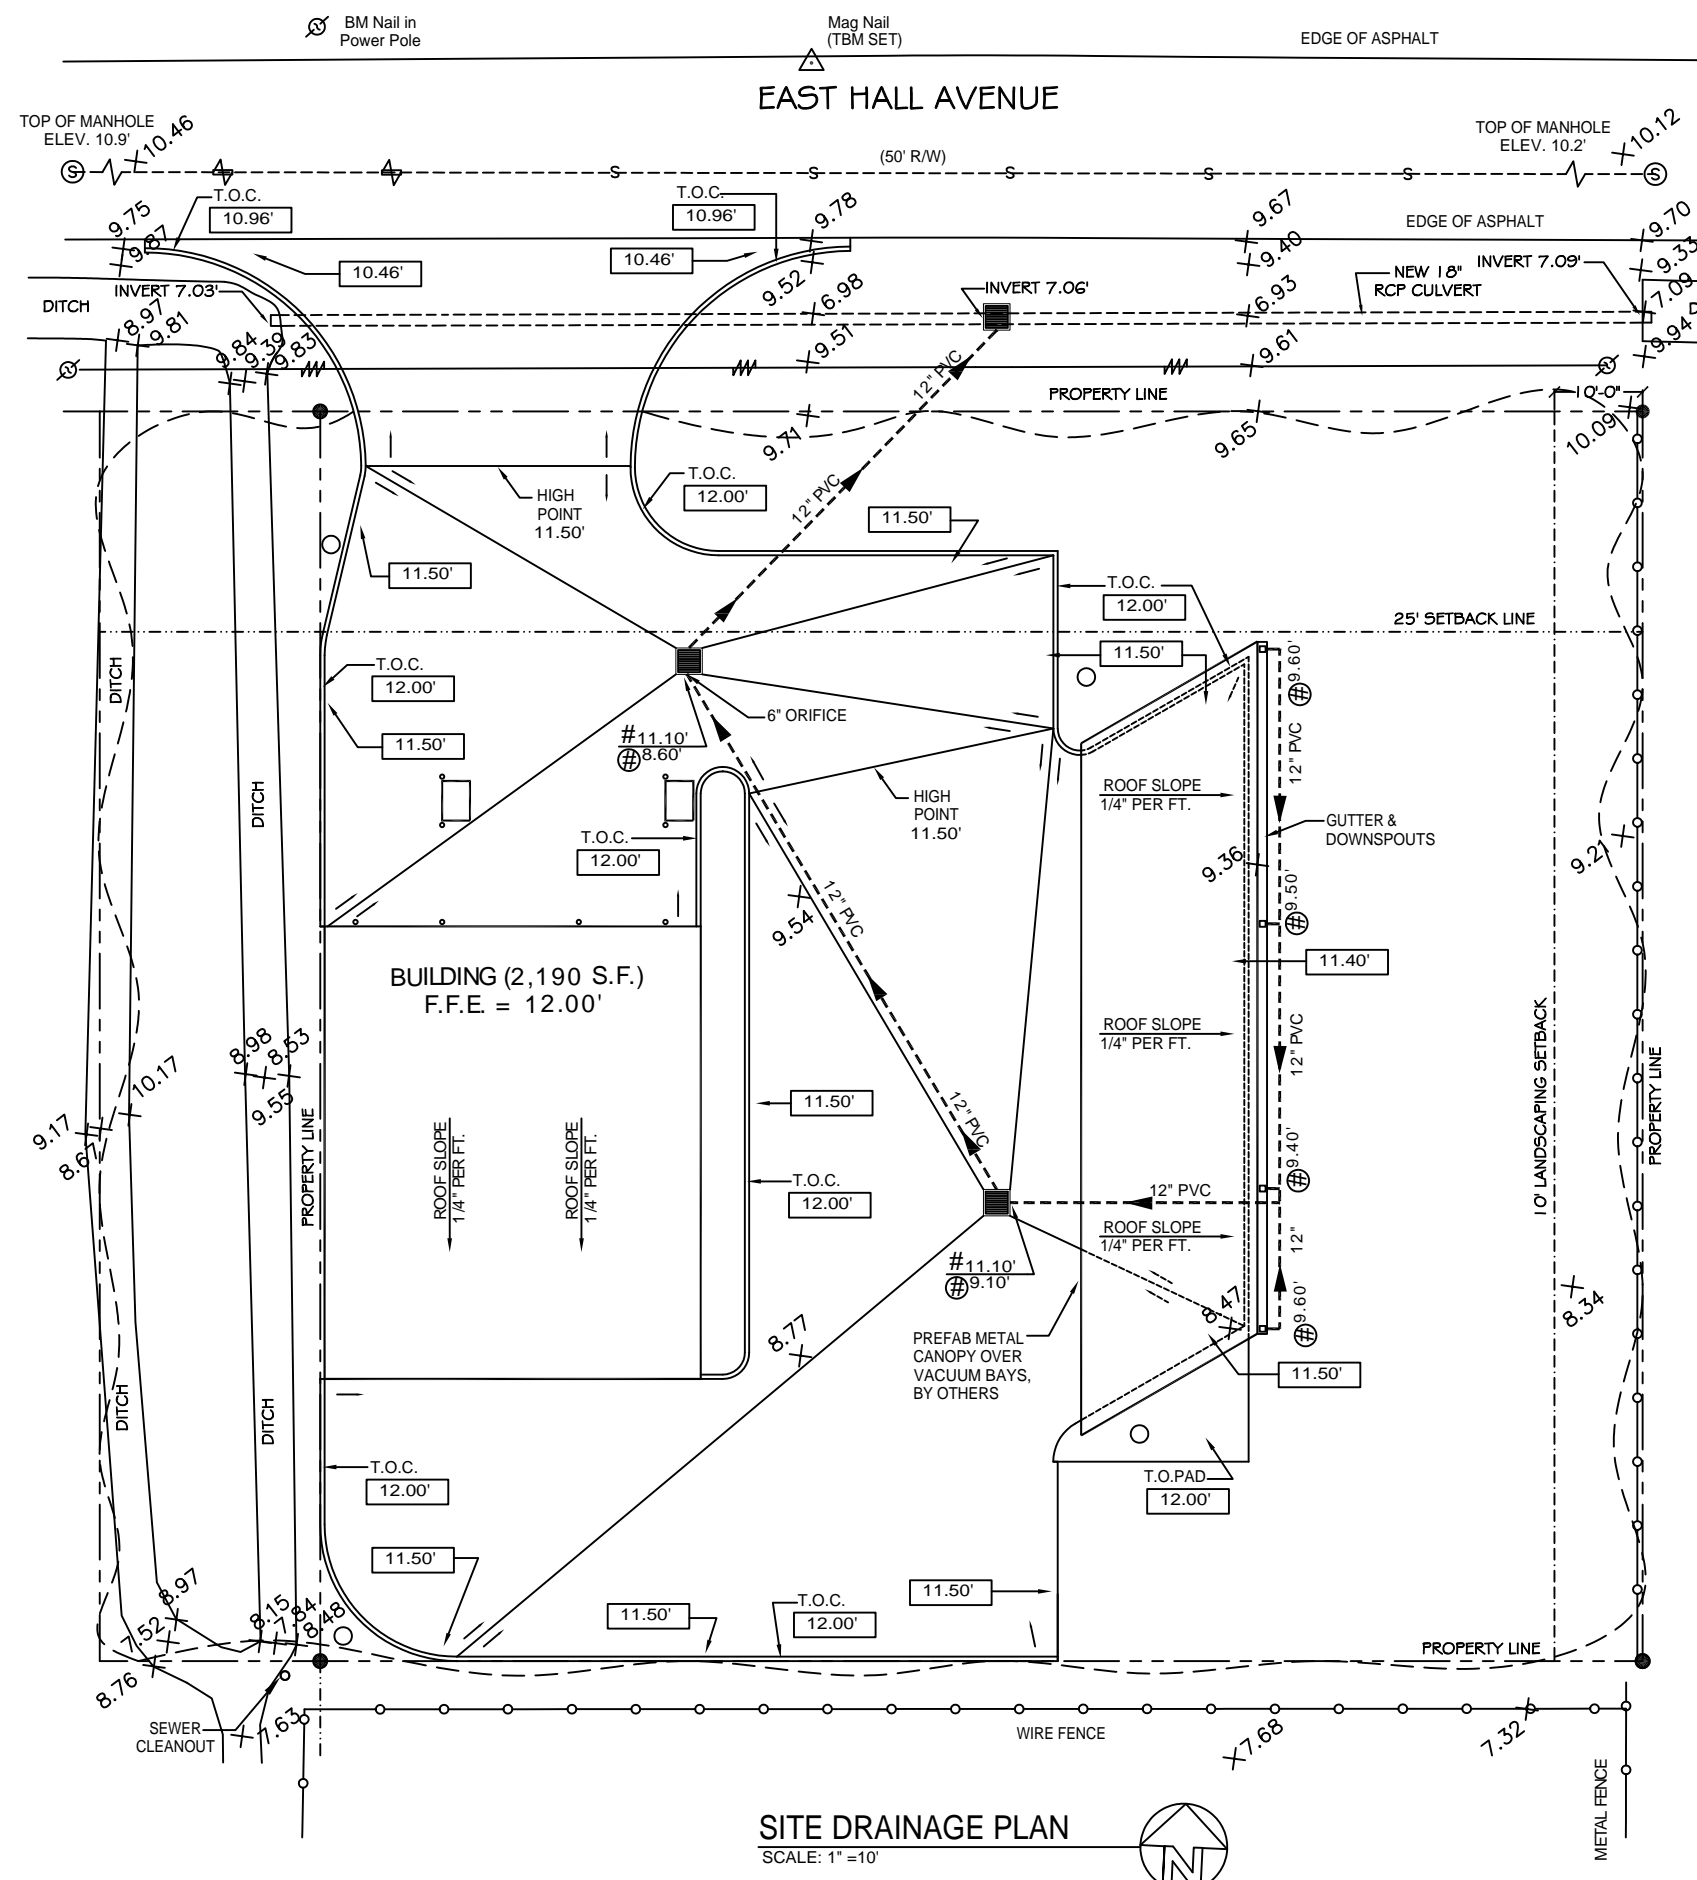 BM Nail in
Power Pole
Mag Nail
(TBM SET)
EDGE OF ASPHALT
EAST HALL AVENUE
TOP OF MANHOLE
ELEV. 10.9'
10.46
TOP OF MANHOLE
ELEV. 10.2'
10.12
(50' R/W)
S
S
S
S
S
S
S
T.O.C.
10.96'
T.O.C.
10.96'
9.75
9.87
9.78
9.67
9.40
EDGE OF ASPHALT
9.70
9.33
10.46'
10.46'
9.52
6.98
INVERT 7.03'
INVERT 7.06'
NEW 18"
RCP CULVERT
INVERT 7.09'
7.09
6.93
DITCH
8.97
9.81
9.84
9.39
9.83
9.51
9.61
9.94
12" PVC
PROPERTY LINE
10'-0"
9.71
9.65
10.09
T.O.C.
12.00'
HIGH
POINT
11.50'
12" PVC
11.50'
11.50'
T.O.C.
12.00'
25' SETBACK LINE
11.50'
DITCH
T.O.C.
12.00'
11.50'
6" ORIFICE
#11.10'
#8.60'
#9.60'
12" PVC
ROOF SLOPE
1/4" PER FT.
HIGH
POINT
11.50'
GUTTER &
DOWNSPOUTS
DITCH
T.O.C.
12.00'
9.36
9.21
12" PVC
9.54
#9.50'
11.40'
BUILDING (2,190 S.F.)
F.F.E. = 12.00'
ROOF SLOPE
1/4" PER FT.
12" PVC
10' LANDSCAPING SETBACK
PROPERTY LINE
8.98
8.53
9.55
10.17
9.17
8.67
11.50'
12" PVC
PROPERTY LINE
ROOF SLOPE
1/4" PER FT.
ROOF SLOPE
1/4" PER FT.
T.O.C.
12.00'
12" PVC
#9.40'
ROOF SLOPE
1/4" PER FT.
12"
#11.10'
#9.10'
#9.60'
8.47
8.34
8.77
PREFAB METAL
CANOPY OVER
VACUUM BAYS,
BY OTHERS
11.50'
DITCH
DITCH
T.O.C.
12.00'
T.O.PAD
12.00'
11.50'
11.50'
T.O.C.
12.00'
11.50'
8.97
7.52
8.15
7.84
8.48
PROPERTY LINE
8.76
SEWER
CLEANOUT
7.63
WIRE FENCE
7.68
7.32
METAL FENCE
SITE DRAINAGE PLAN
SCALE: 1" =10'
N